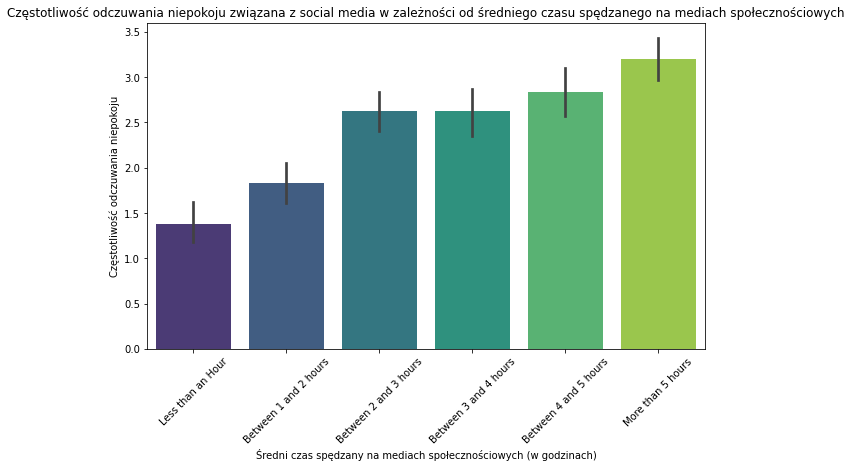 Częstotliwość odczuwania niepokoju związana z social media w zależności od średniego czasu spędzanego na mediach społecznościowych
Częstotliwość odczuwania niepokoju
3.5
3.0
2.5
2.0
1.5
1.0
0.5
0.0
Less than an Hour
Between 1 and 2 hours
Between 2 and 3 hours
Between 3 and 4 hours
Between 4 and 5 hours
More than 5 hours
Średni czas spędzany na mediach społecznościowych (w godzinach)